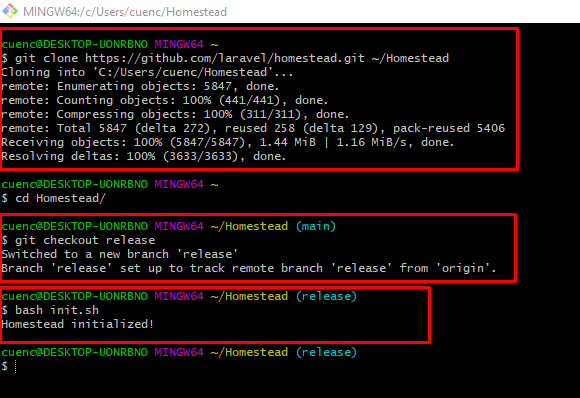 MINGW64:/c/Users/cuenc/Homestead
cuenc@DESKTOP-UONRBNO MINGW64 ~
$ git clone https://github.com/laravel/homestead.git ~/Homestead
Cloning into 'C:/Users/cuenc/Homestead'...
remote: Enumerating objects: 5847, done.
remote: Counting objects: 100% (441/441), done.
remote: Compressing objects: 100% (311/311), done.
remote: Total 5847 (delta 272), reused 258 (delta 129), pack-reused 5406
Receiving objects: 100% (5847/5847), 1.44 MiB | 1.16 MiB/s, done.
Resolving deltas: 100% (3633/3633), done.
cuenc@DESKTOP-UONRBNO MINGW64 ~
$ cd Homestead/
cuenc@DESKTOP-UONRBNO MINGW64 ~/Homestead (main)
$ git checkout release
Switched to a new branch 'release'
Branch 'release' set up to track remote branch 'release' from 'origin'.
cuenc@DESKTOP-UONRBNO MINGW64 ~/Homestead (release)
$ bash init.sh
Homestead initialized!
cuenc@DESKTOP-UONRBNO MINGW64 ~/Homestead (release)
$